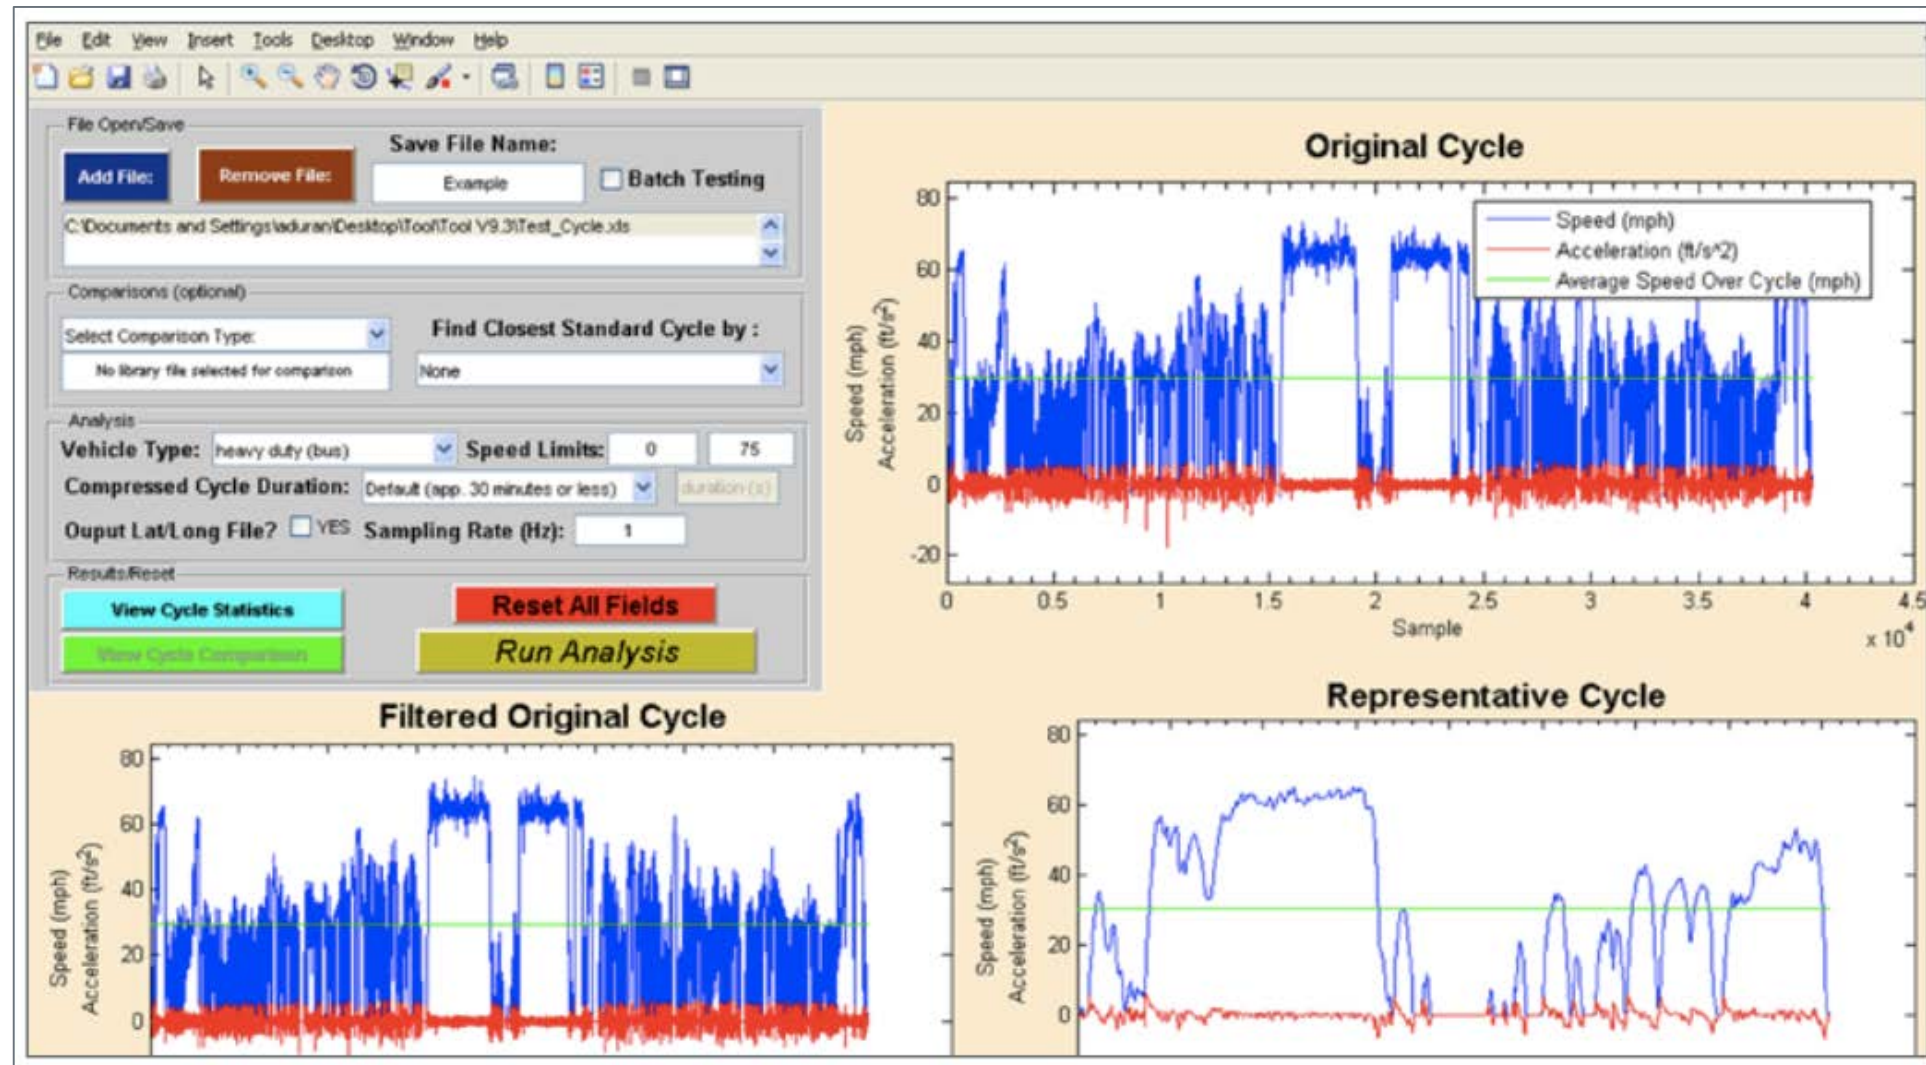 File Edit View Insert Tools Desktop Window Help
File Open/Save
Save File Name:
Add File:
Remove File:
Example
Batch Testing
C:\Documents and Settings\aduran\Desktop\Tool\Tool V9.3\Test_Cycle.xls
Comparisons (optional)
Select Comparison Type:
Find Closest Standard Cycle by :
No library file selected for comparison
None
Analysis
Vehicle Type: heavy duty (bus) Speed Limits: 0 75
Compressed Cycle Duration: Default (app. 30 minutes or less) duration (s)
Ouput Lat/Long File? YES Sampling Rate (Hz): 1
Results/Reset
View Cycle Statistics
Reset All Fields
View Cycle Comparison
Run Analysis
Original Cycle
Speed (mph)
Acceleration (ft/s^2)
Average Speed Over Cycle (mph)
Speed (mph)
Acceleration (ft/s²)
80
60
40
20
0
-20
0 0.5 1 1.5 2 2.5 3 3.5 4 4.5
Sample
x 10⁴
Filtered Original Cycle
Speed (mph)
Acceleration (ft/s²)
80
60
40
20
0
Representative Cycle
Speed (mph)
Acceleration (ft/s²)
80
60
40
20
0